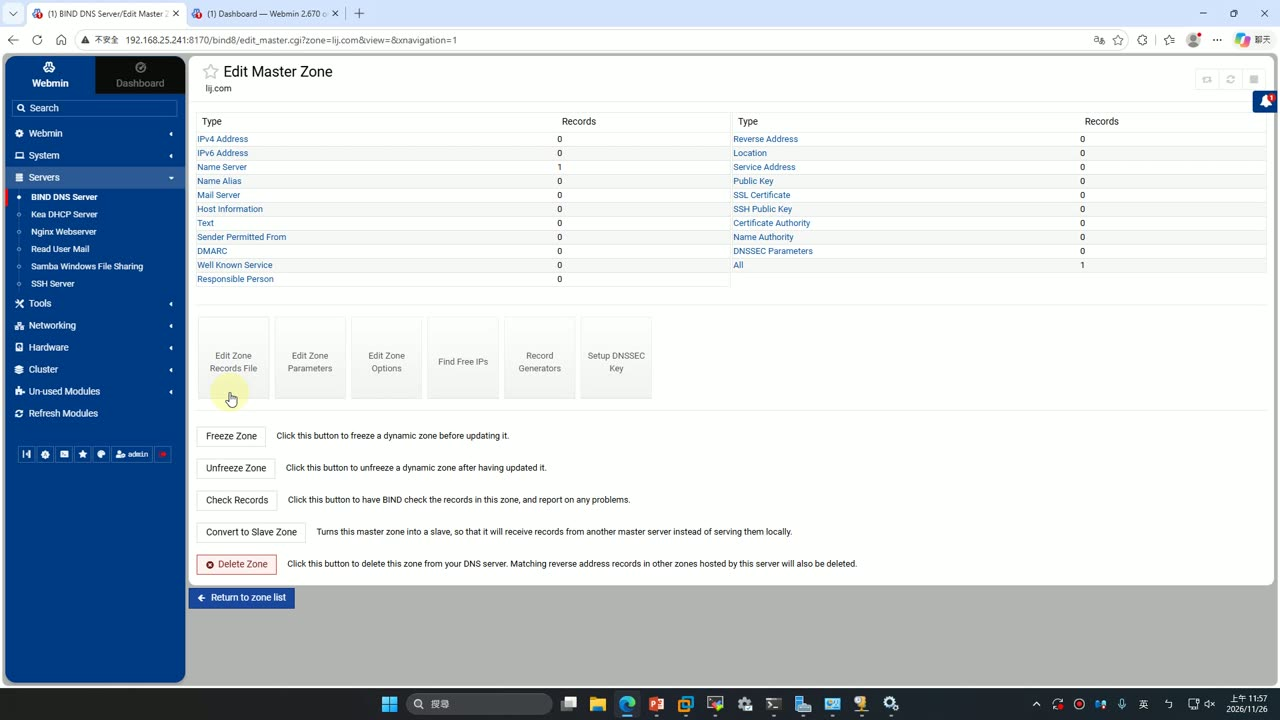 (1) BIND DNS Server/Edit Master Z
(1) Dashboard — Webmin 2.670 o
不安全 192.168.25.241:8170/bind8/edit_master.cgi?zone=lij.com&view=&xnavigation=1
聊天
Webmin
Dashboard
Search
Webmin
System
Servers
BIND DNS Server
Kea DHCP Server
Nginx Webserver
Read User Mail
Samba Windows File Sharing
SSH Server
Tools
Networking
Hardware
Cluster
Un-used Modules
Refresh Modules
admin
Edit Master Zone
lij.com
1
Type Records Type Records
IPv4 Address 0 Reverse Address 0
IPv6 Address 0 Location 0
Name Server 1 Service Address 0
Name Alias 0 Public Key 0
Mail Server 0 SSL Certificate 0
Host Information 0 SSH Public Key 0
Text 0 Certificate Authority 0
Sender Permitted From 0 Name Authority 0
DMARC 0 DNSSEC Parameters 0
Well Known Service 0 All 1
Responsible Person 0
Edit Zone Records File
Edit Zone Parameters
Edit Zone Options
Find Free IPs
Record Generators
Setup DNSSEC Key
Freeze Zone Click this button to freeze a dynamic zone before updating it.
Unfreeze Zone Click this button to unfreeze a dynamic zone after having updated it.
Check Records Click this button to have BIND check the records in this zone, and report on any problems.
Convert to Slave Zone Turns this master zone into a slave, so that it will receive records from another master server instead of serving them locally.
Delete Zone Click this button to delete this zone from your DNS server. Matching reverse address records in other zones hosted by this server will also be deleted.
Return to zone list
搜尋
英
ㄅ
上午 11:57
2026/11/26